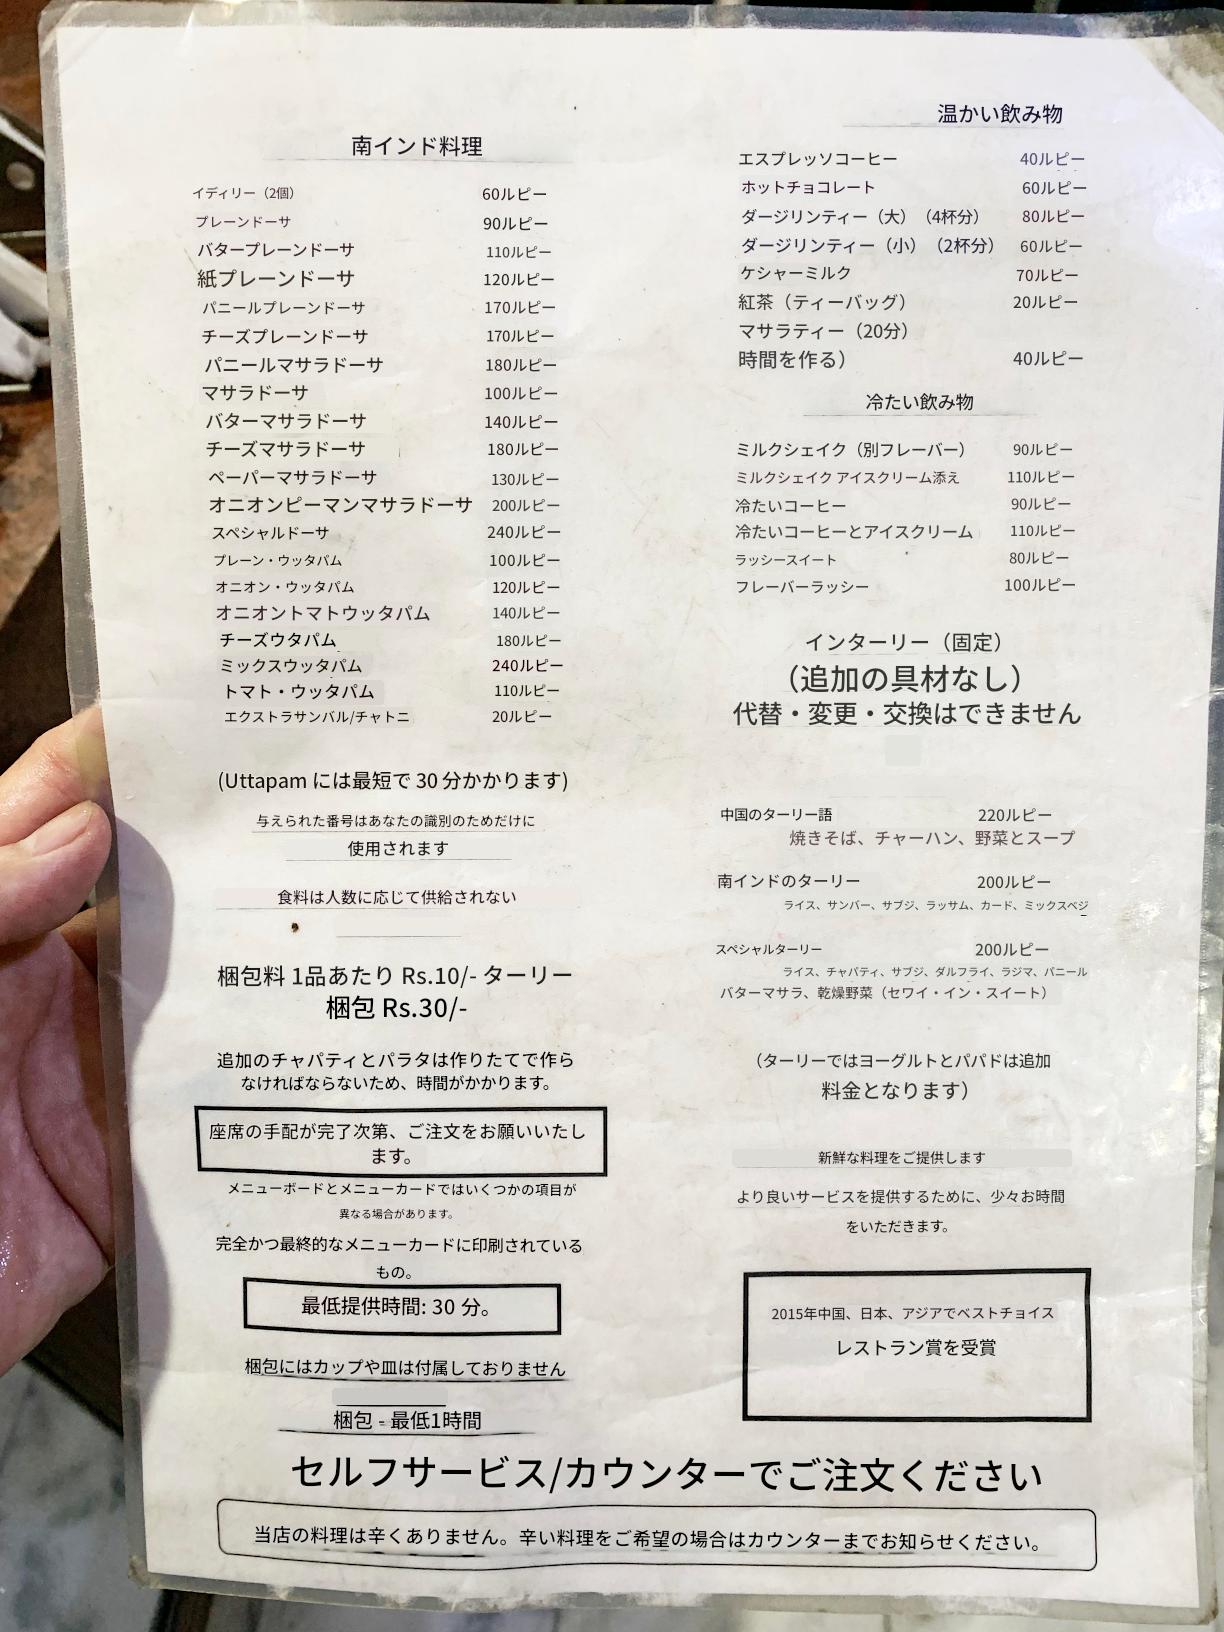 南インド料理
イディリー（2個） 60ルピー
プレーンドーサ 90ルピー
バタープレーンドーサ 110ルピー
紙プレーンドーサ 120ルピー
パニールプレーンドーサ 170ルピー
チーズプレーンドーサ 170ルピー
パニールマサラドーサ 180ルピー
マサラドーサ 100ルピー
バターマサラドーサ 140ルピー
チーズマサラドーサ 180ルピー
ペーパーマサラドーサ 130ルピー
オニオンピーマンマサラドーサ 200ルピー
スペシャルドーサ 240ルピー
プレーン・ウッタパム 100ルピー
オニオン・ウッタパム 120ルピー
オニオントマトウッタパム 140ルピー
チーズウタパム 180ルピー
ミックスウッタパム 240ルピー
トマト・ウッタパム 110ルピー
エクストラサンバル/チャトニ 20ルピー
(Uttapam には最短で 30 分かかります)
与えられた番号はあなたの識別のためだけに
使用されます
食料は人数に応じて供給されない
梱包料 1品あたり Rs.10/- ターリー
梱包 Rs.30/-
追加のチャパティとパラタは作りたてで作ら
なければならないため、時間がかかります。
座席の手配が完了次第、ご注文をお願いいたし
ます。
メニューボードとメニューカードではいくつかの項目が
異なる場合があります。
完全かつ最終的なメニューカードに印刷されている
もの。
最低提供時間: 30 分。
梱包にはカップや皿は付属しておりません
梱包 - 最低1時間
温かい飲み物
エスプレッソコーヒー 40ルピー
ホットチョコレート 60ルピー
ダージリンティー（大）（4杯分） 80ルピー
ダージリンティー（小）（2杯分） 60ルピー
ケシャーミルク 70ルピー
紅茶（ティーバッグ） 20ルピー
マサラティー（20分）
時間を作る） 40ルピー
冷たい飲み物
ミルクシェイク（別フレーバー） 90ルピー
ミルクシェイク アイスクリーム添え 110ルピー
冷たいコーヒー 90ルピー
冷たいコーヒーとアイスクリーム 110ルピー
ラッシースイート 80ルピー
フレーバーラッシー 100ルピー
インターリー（固定）
（追加の具材なし）
代替・変更・交換はできません
中国のターリー語 220ルピー
焼きそば、チャーハン、野菜とスープ
南インドのターリー 200ルピー
ライス、サンバー、サブジ、ラッサム、カード、ミックスベジ
スペシャルターリー 200ルピー
ライス、チャパティ、サブジ、ダルフライ、ラジマ、パニール
バターマサラ、乾燥野菜（セワイ・イン・スイート）
（ターリーではヨーグルトとパパドは追加
料金となります）
新鮮な料理をご提供します
より良いサービスを提供するために、少々お時間
をいただきます。
2015年中国、日本、アジアでベストチョイス
レストラン賞を受賞
セルフサービス/カウンターでご注文ください
当店の料理は辛くありません。辛い料理をご希望の場合はカウンターまでお知らせください。